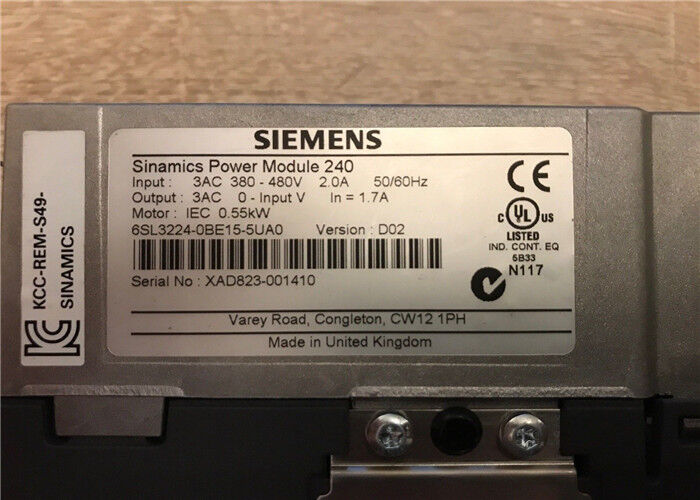 SIEMENS
Sinamics Power Module 240
Input : 3AC 380 - 480V 2.0A 50/60Hz
Output : 3AC 0 - Input V In = 1.7A
Motor : IEC 0.55kW
6SL3224-0BE15-5UA0 Version : D02
Serial No : XAD823-001410
Varey Road, Congleton, CW12 1PH
Made in United Kingdom
C UL US
LISTED
IND. CONT. EQ
5B33
N117
KCC-REM-S49-
SINAMICS